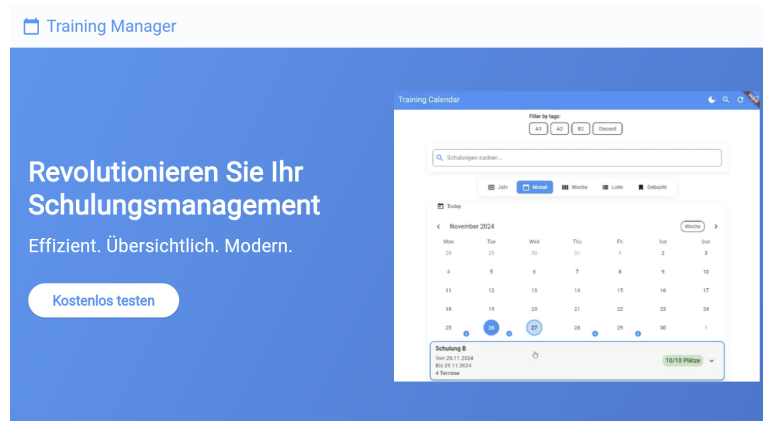 Training Manager
Revolutionieren Sie Ihr
Schulungsmanagement
Effizient. Übersichtlich. Modern.
Kostenlos testen
Training Calendar
Filter by tags:
A1 A2 B2 Discord
Schulungen suchen...
Jahr Monat Woche Liste Gebucht
Today
November 2024 Woche
Mon Tue Wed Thu Fri Sat Sun
28 29 30 31 1 2 3
4 5 6 7 8 9 10
11 12 13 14 15 16 17
18 19 20 21 22 23 24
25 26 27 28 29 30 1
Schulung B
Von 25.11.2024
Bis 29.11.2024
4 Termine
10/10 Plätze